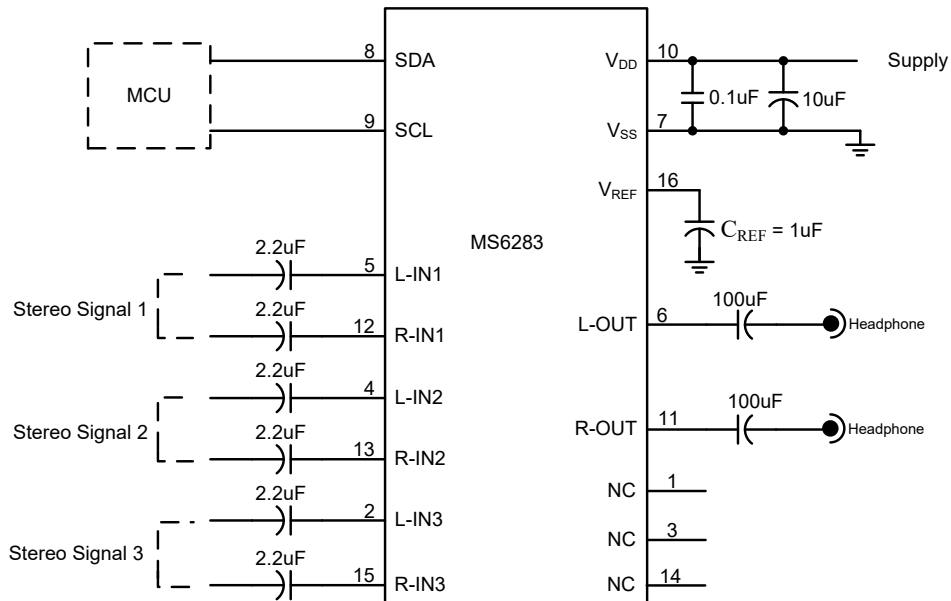 MCU
8 SDA
9 SCL
VDD 10 Supply
0.1uF 10uF
VSS 7
VREF 16
CREF = 1uF
MS6283
Stereo Signal 1
2.2uF
5 L-IN1
2.2uF
12 R-IN1
Stereo Signal 2
2.2uF
4 L-IN2
2.2uF
13 R-IN2
Stereo Signal 3
2.2uF
2 L-IN3
2.2uF
15 R-IN3
100uF
L-OUT 6 Headphone
100uF
R-OUT 11 Headphone
NC 1
NC 3
NC 14